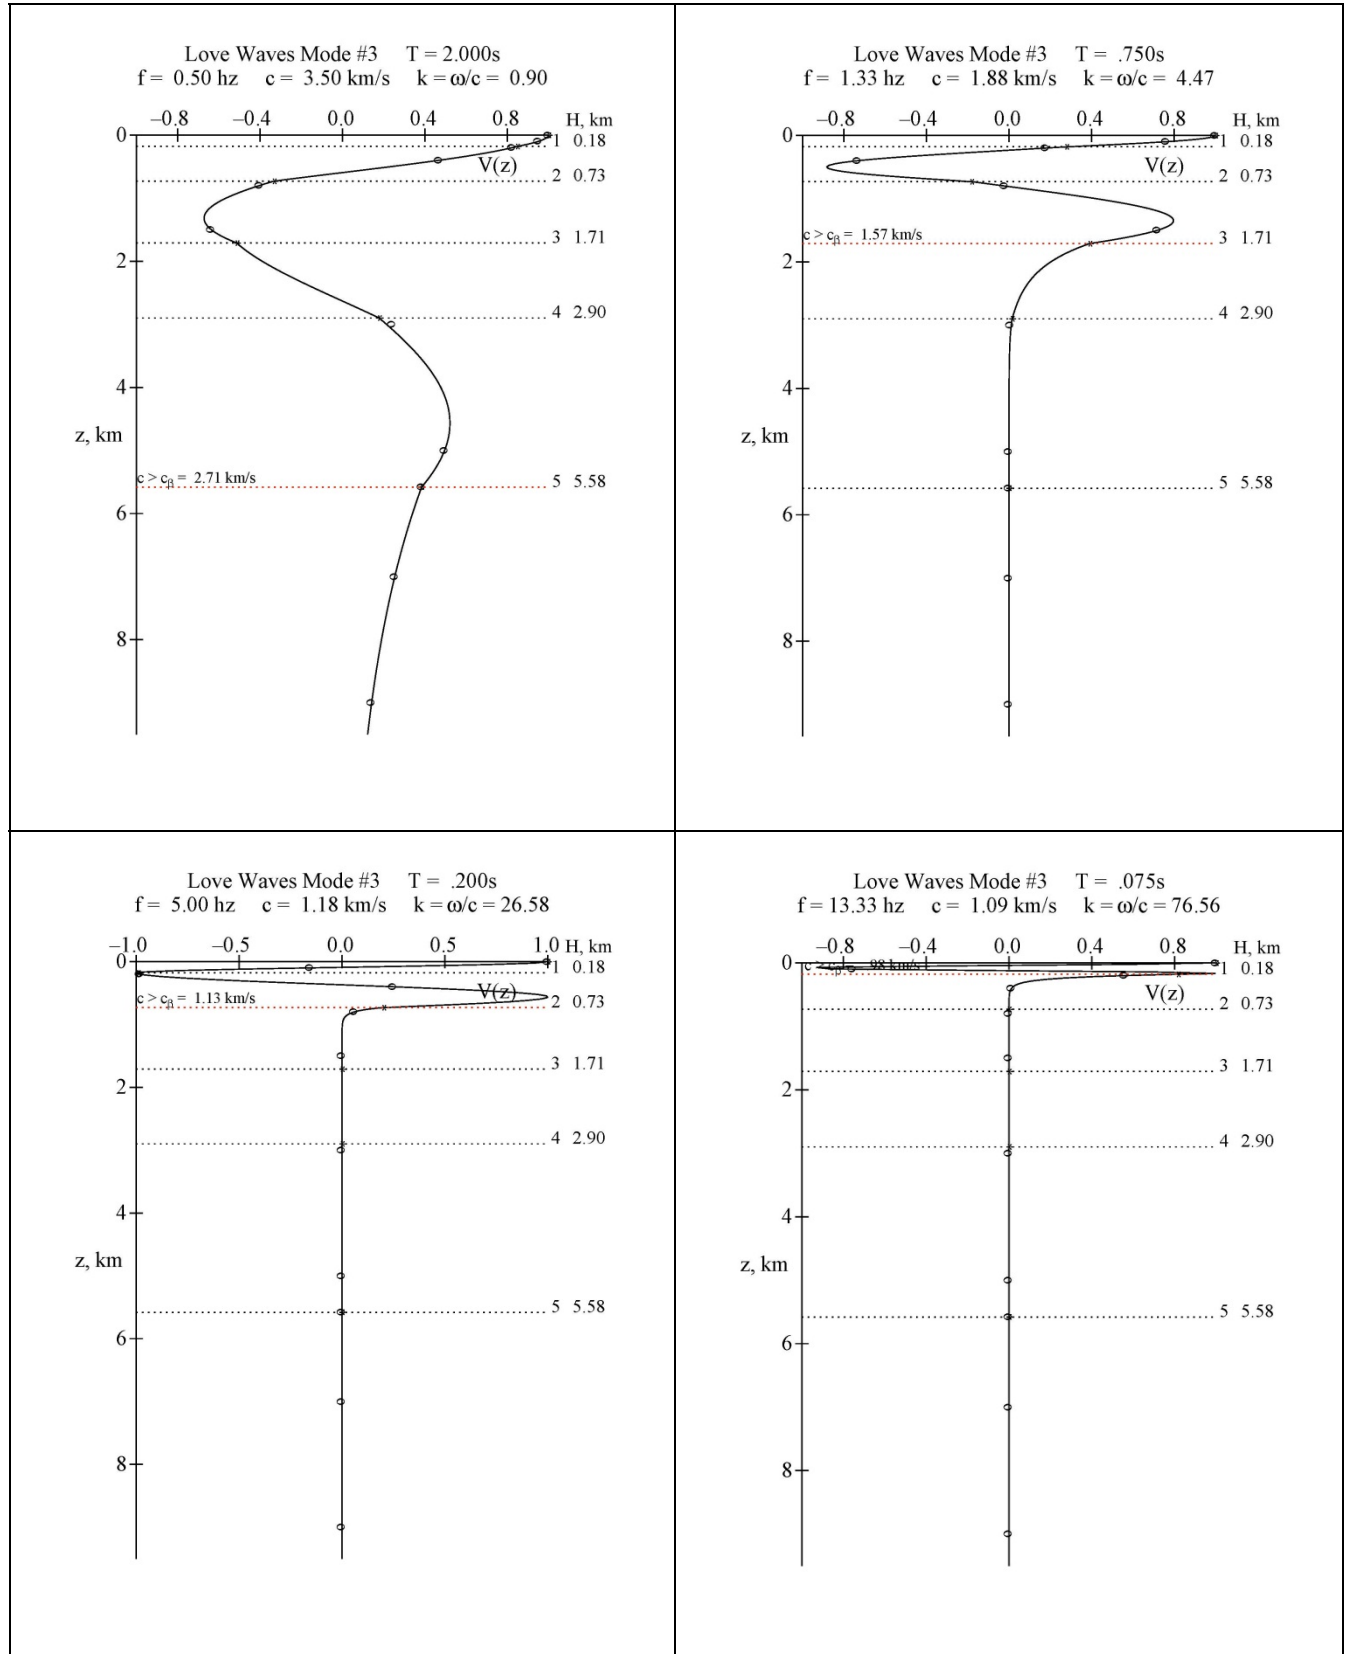 Love Waves Mode #3 T = 2.000s
f = 0.50 hz c = 3.50 km/s k = ω/c = 0.90
−0.8 −0.4 0.0 0.4 0.8 H, km
0 1 0.18
V(z)
2 0.73
3 1.71
2
4 2.90
4
z, km
c > cβ = 2.71 km/s 5 5.58
6
8
Love Waves Mode #3 T = .750s
f = 1.33 hz c = 1.88 km/s k = ω/c = 4.47
−0.8 −0.4 0.0 0.4 0.8 H, km
0 1 0.18
V(z)
2 0.73
c > cβ = 1.57 km/s 3 1.71
2
4 2.90
4
z, km
5 5.58
6
8
Love Waves Mode #3 T = .200s
f = 5.00 hz c = 1.18 km/s k = ω/c = 26.58
−1.0 −0.5 0.0 0.5 1.0 H, km
0 1 0.18
V(z)
c > cβ = 1.13 km/s 2 0.73
3 1.71
2
4 2.90
4
z, km
5 5.58
6
8
Love Waves Mode #3 T = .075s
f = 13.33 hz c = 1.09 km/s k = ω/c = 76.56
−0.8 −0.4 0.0 0.4 0.8 H, km
0 c > cβ = .98 km/s 1 0.18
V(z)
2 0.73
3 1.71
2
4 2.90
4
z, km
5 5.58
6
8